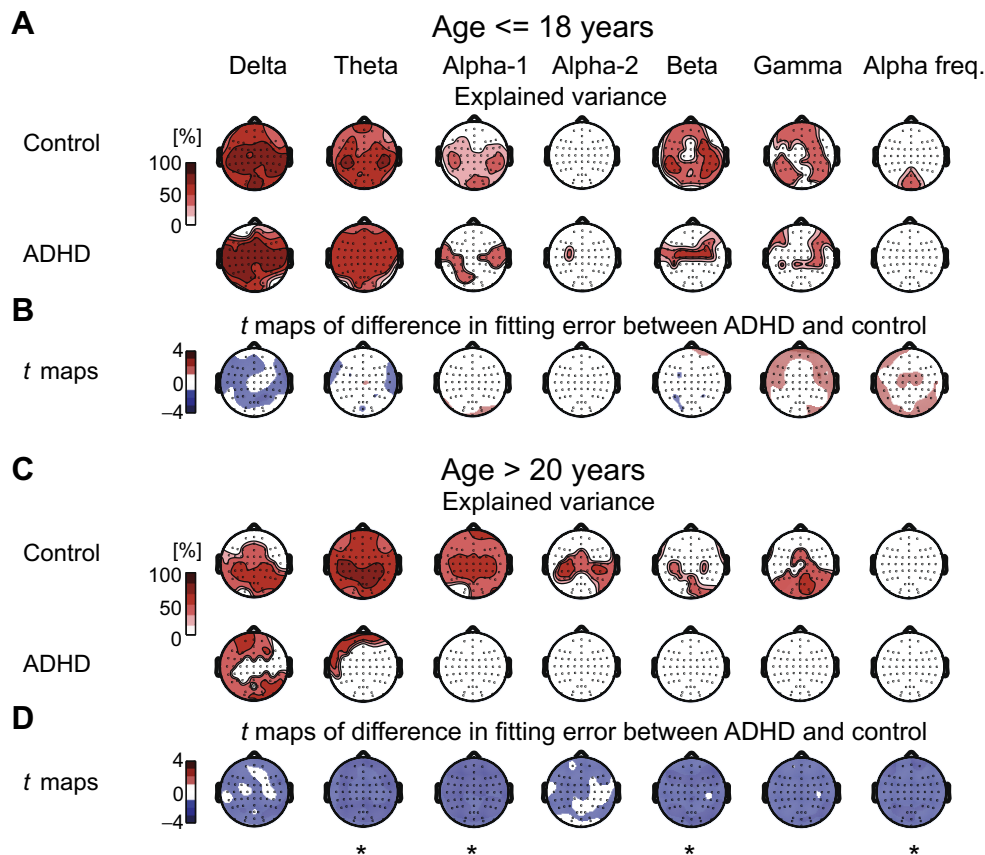 A
Age <= 18 years
Delta Theta Alpha-1 Alpha-2 Beta Gamma Alpha freq.
Explained variance
Control
[%]
100
50
0
ADHD
B
t maps of difference in fitting error between ADHD and control
t maps
4
0
−4
C
Age > 20 years
Explained variance
Control
[%]
100
50
0
ADHD
D
t maps of difference in fitting error between ADHD and control
t maps
4
0
−4
* * * *